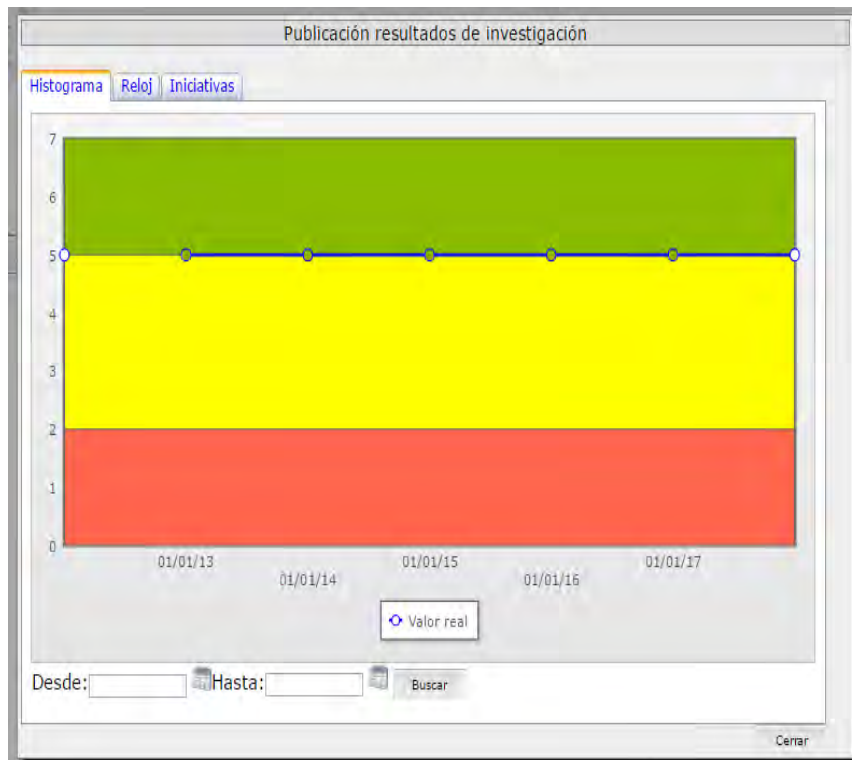 Publicación resultados de investigación
Histograma Reloj Iniciativas
7
6
5
4
3
2
1
0
01/01/13 01/01/15 01/01/17
01/01/14 01/01/16
Valor real
Desde: Hasta: Buscar
Cerrar